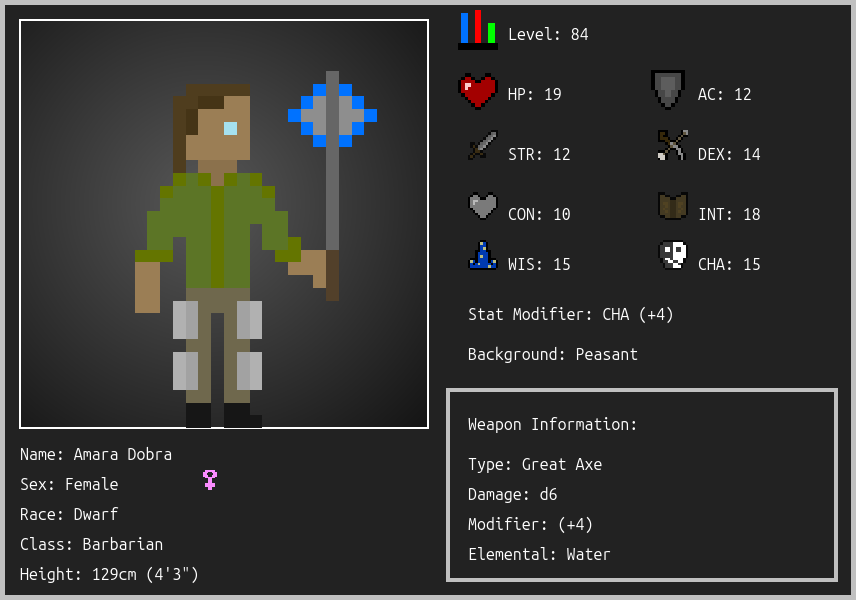 Level: 84
HP: 19
AC: 12
STR: 12
DEX: 14
CON: 10
INT: 18
WIS: 15
CHA: 15
Stat Modifier: CHA (+4)
Background: Peasant
Weapon Information:
Type: Great Axe
Damage: d6
Modifier: (+4)
Elemental: Water
Name: Amara Dobra
Sex: Female
Race: Dwarf
Class: Barbarian
Height: 129cm (4'3")